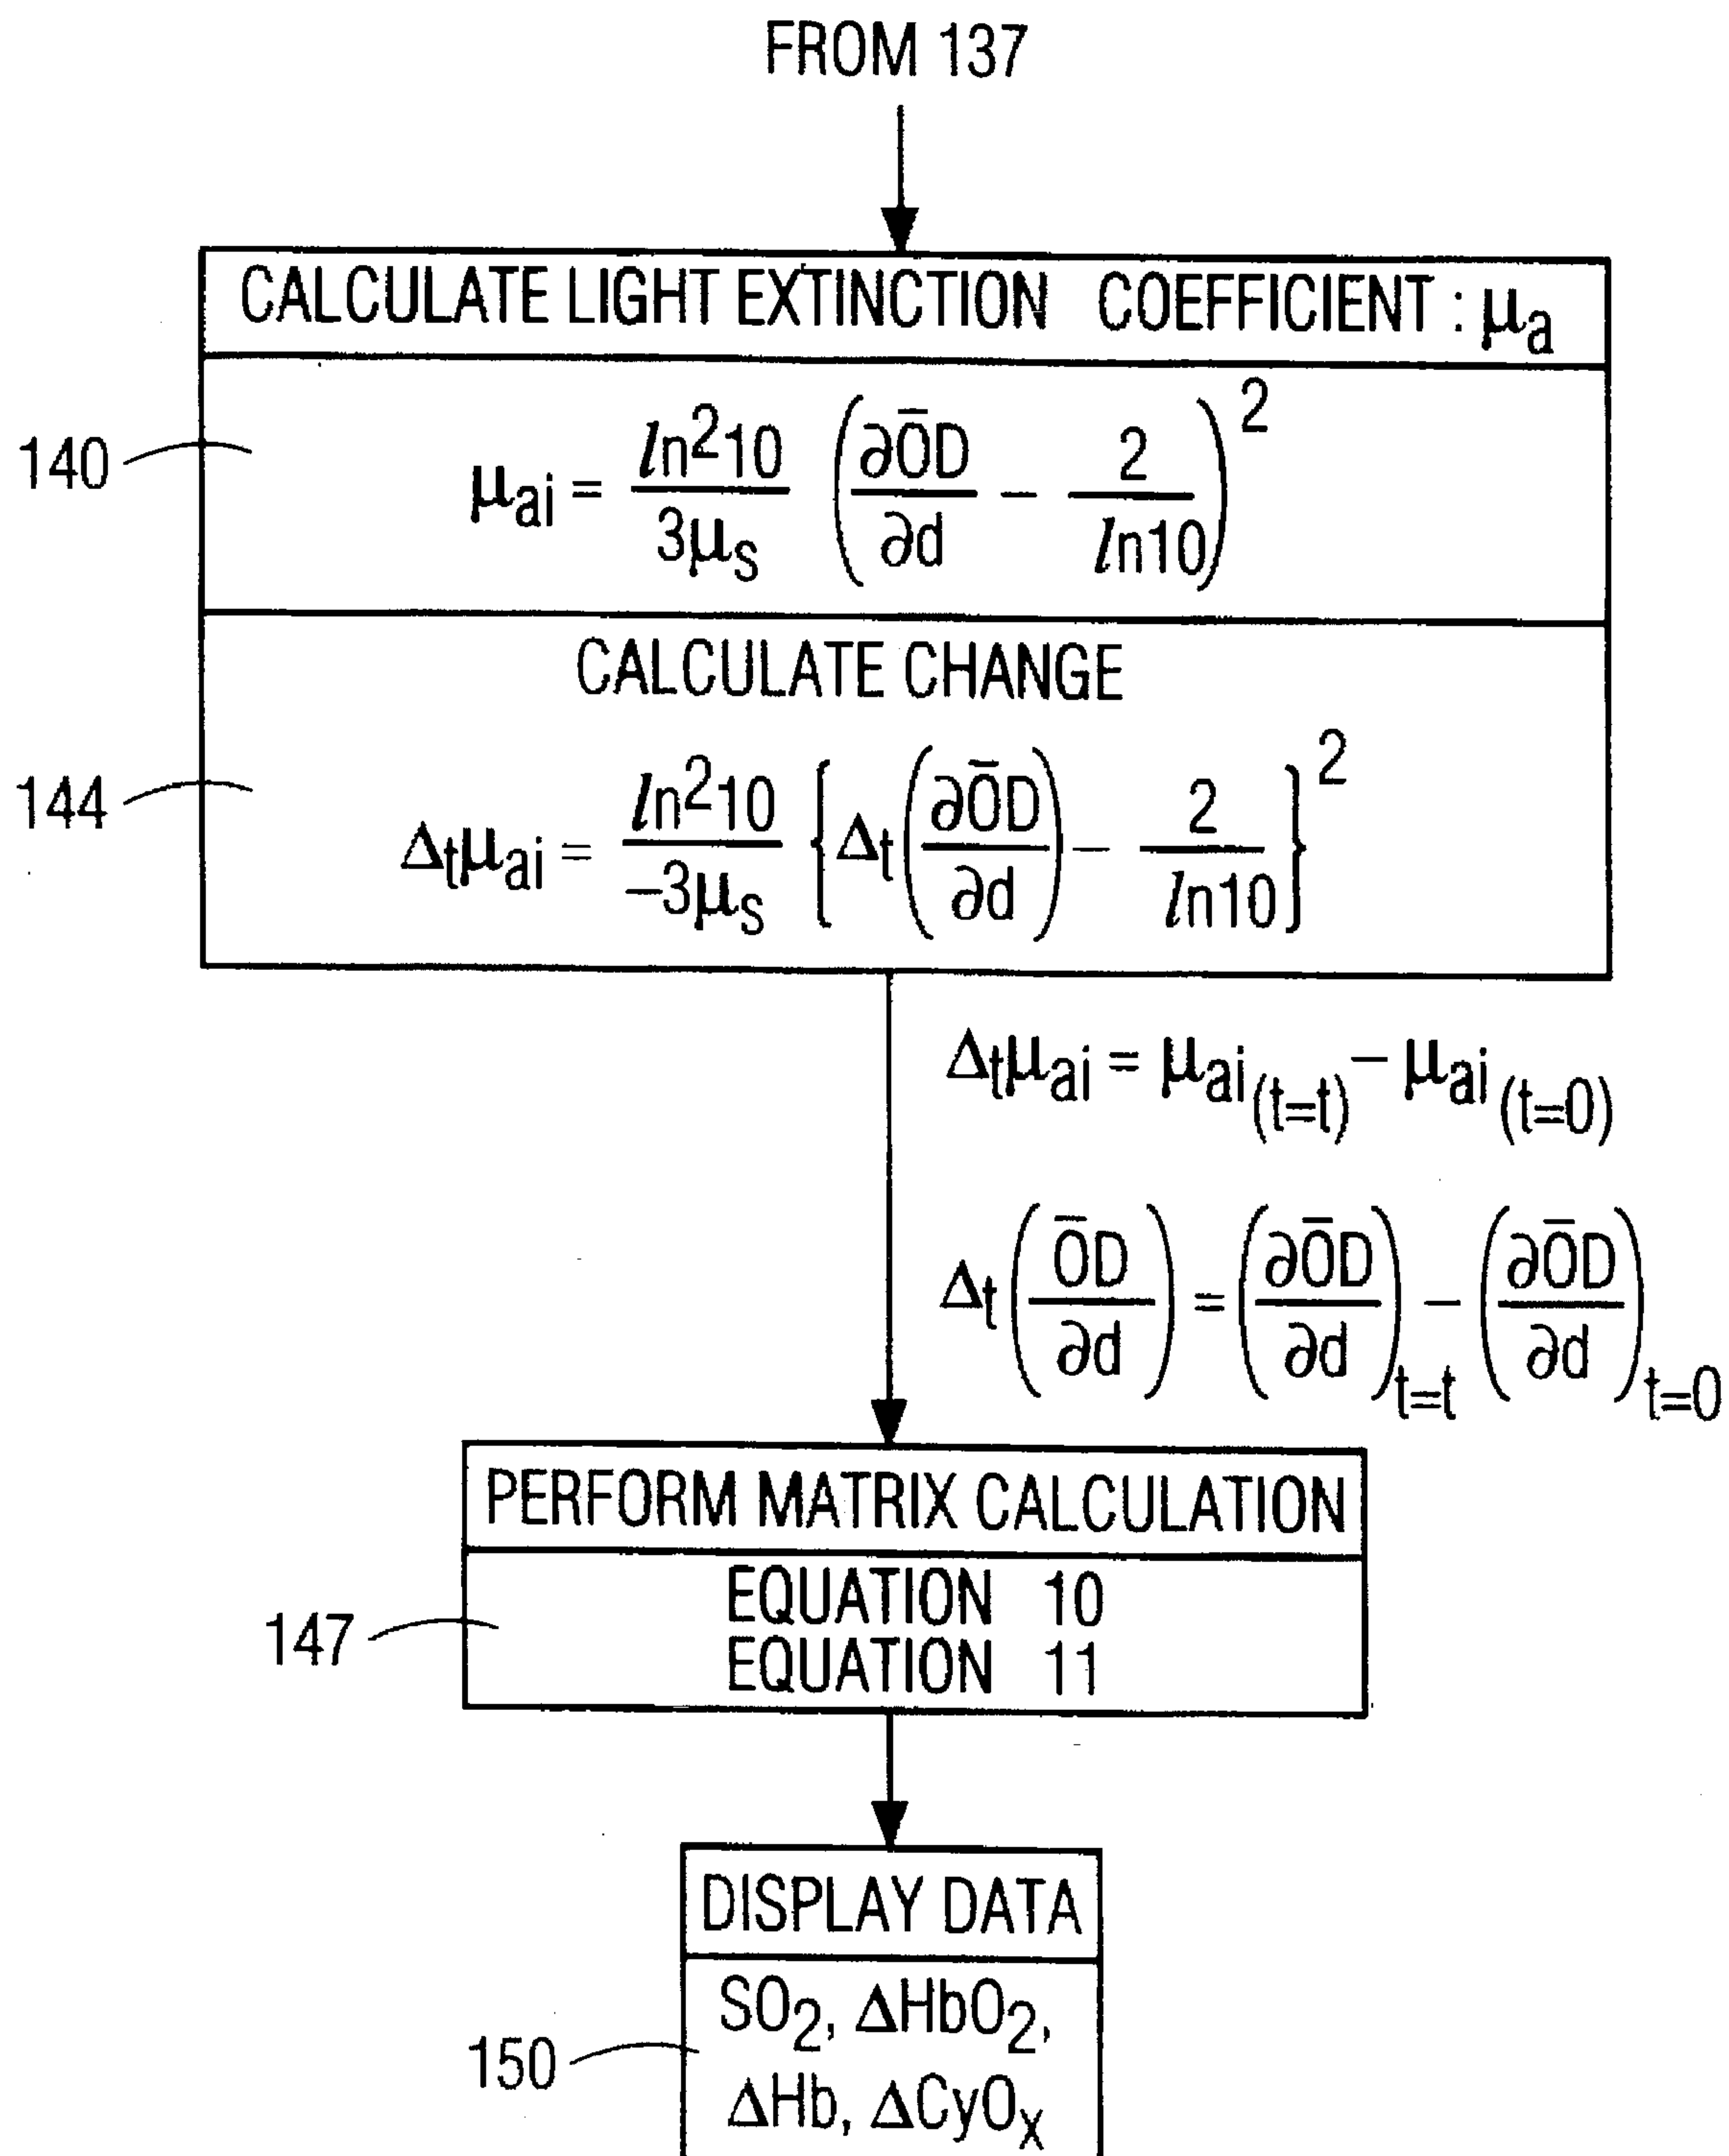 FROM 137
CALCULATE LIGHT EXTINCTION COEFFICIENT : μa
140
μai = ln²10 / 3μs (∂ŌD/∂d − 2/ln10)²
CALCULATE CHANGE
144
Δtμai = ln²10 / −3μs {Δt(∂ŌD/∂d) − 2/ln10}²
Δtμai = μai(t=t) − μai(t=0)
Δt(ŌD/∂d) = (∂ŌD/∂d)t=t − (∂ŌD/∂d)t=0
PERFORM MATRIX CALCULATION
EQUATION 10
147
EQUATION 11
DISPLAY DATA
SO₂, ΔHbO₂,
150
ΔHb, ΔCyOX